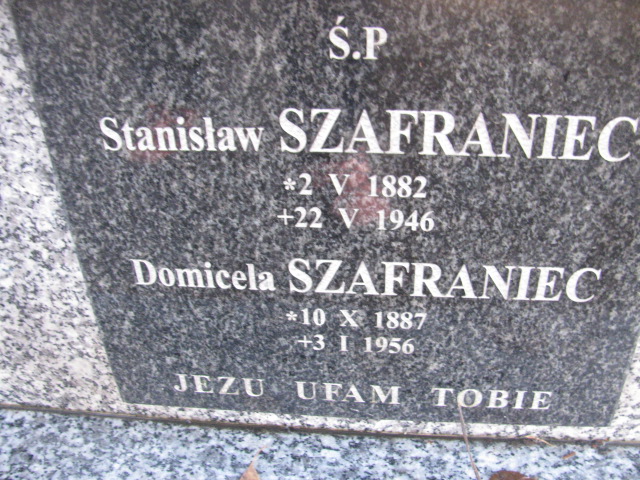 Ś.P
Stanisław SZAFRANIEC
*2 V 1882
+22 V 1946
Domicela SZAFRANIEC
*10 X 1887
+3 I 1956
JEZU UFAM TOBIE